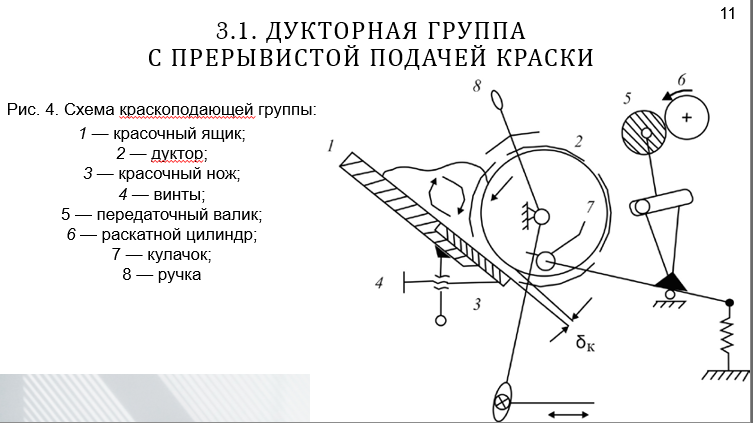 11
3.1. ДУКТОРНАЯ ГРУППА
С ПРЕРЫВИСТОЙ ПОДАЧЕЙ КРАСКИ
Рис. 4. Схема краскоподающей группы:
1 — красочный ящик;
2 — дуктор;
3 — красочный нож;
4 — винты;
5 — передаточный валик;
6 — раскатной цилиндр;
7 — кулачок;
8 — ручка
8
6
5
1
2
7
4
3
δк